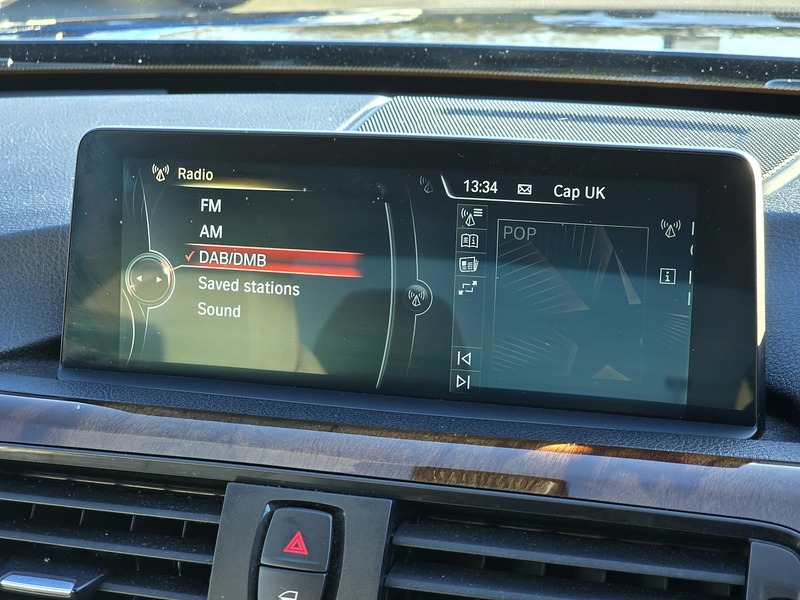 Radio
FM
AM
DAB/DMB
Saved stations
Sound
13:34 Cap UK
POP